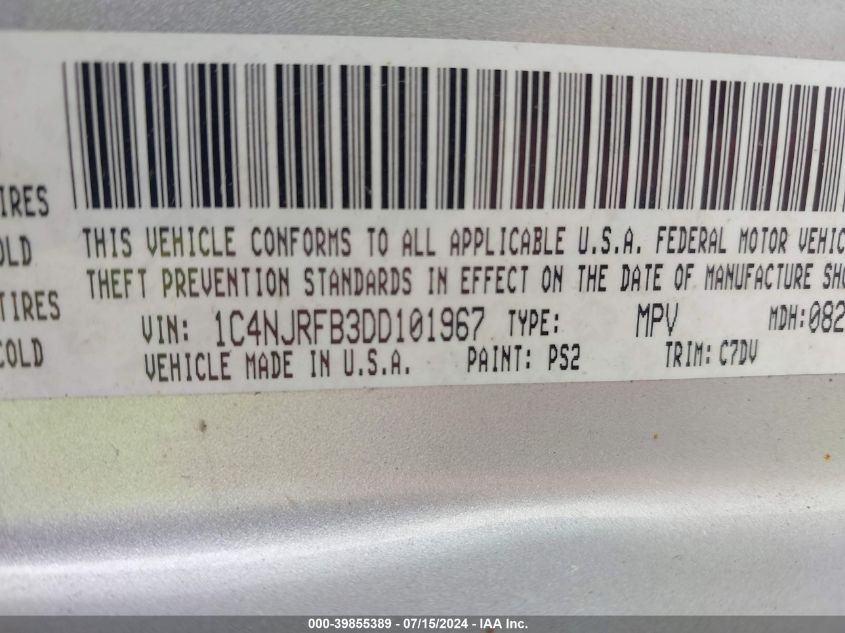 IRES
OLD
TIRES
COLD
THIS VEHICLE CONFORMS TO ALL APPLICABLE U.S.A. FEDERAL MOTOR VEHIC
THEFT PREVENTION STANDARDS IN EFFECT ON THE DATE OF MANUFACTURE SHO
VIN: 1C4NJRFB3DD101967 TYPE: MPV MDH:082
VEHICLE MADE IN U.S.A. PAINT: PS2 TRIM: C7DV
000-39855389 - 07/15/2024 - IAA Inc.